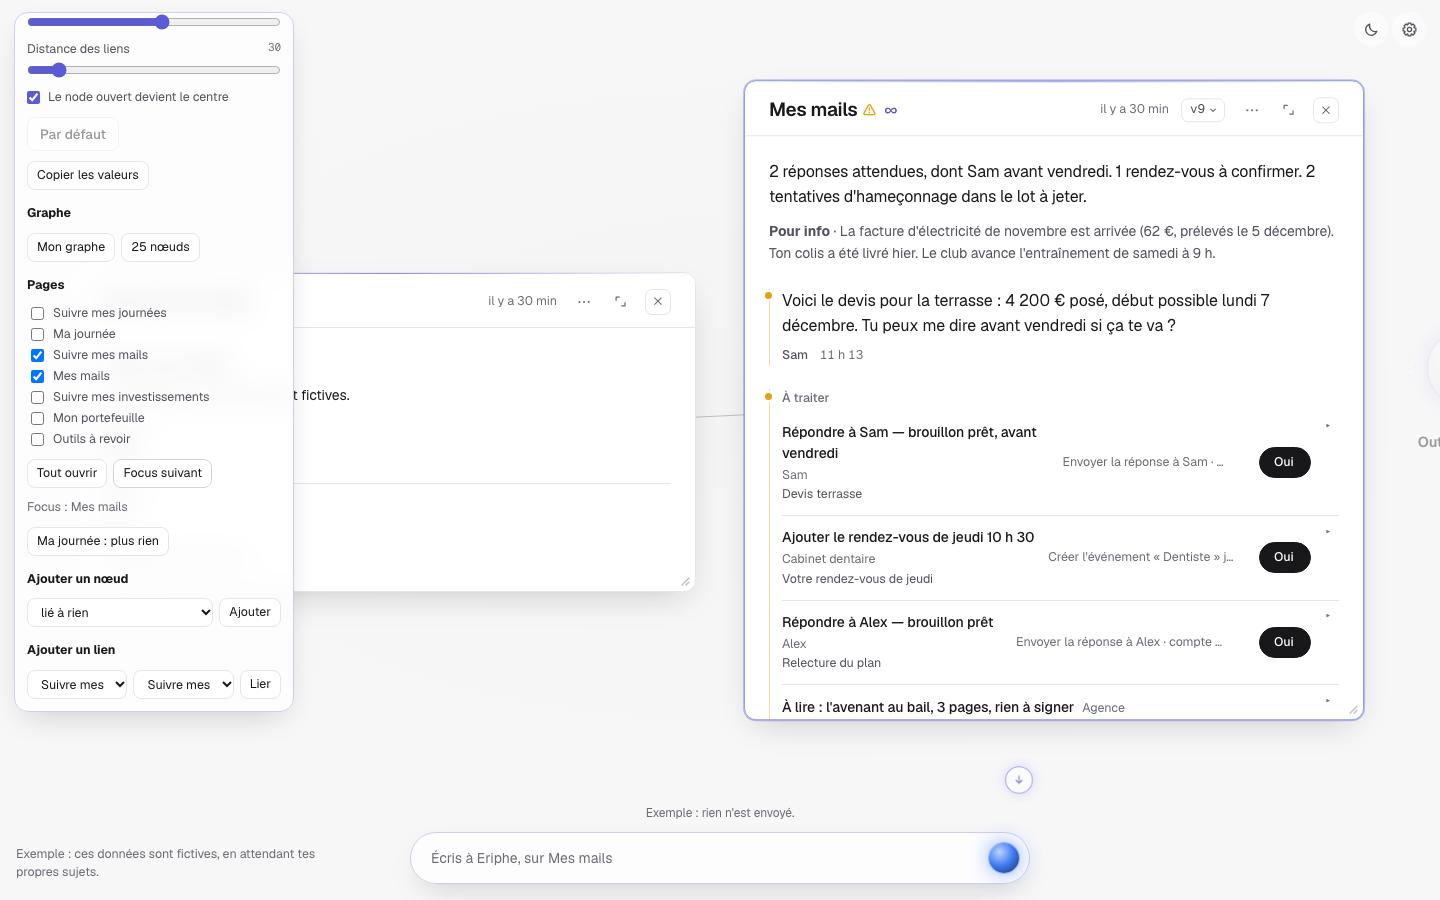 Distance des liens 30
Le node ouvert devient le centre
Par défaut
Copier les valeurs
Graphe
Mon graphe 25 nœuds
Pages
Suivre mes journées
Ma journée
Suivre mes mails
Mes mails
Suivre mes investissements
Mon portefeuille
Outils à revoir
Tout ouvrir Focus suivant
Focus : Mes mails
Ma journée : plus rien
Ajouter un nœud
lié à rien Ajouter
Ajouter un lien
Suivre mes Suivre mes Lier
il y a 30 min
t fictives.
Mes mails il y a 30 min v9
2 réponses attendues, dont Sam avant vendredi. 1 rendez-vous à confirmer. 2
tentatives d'hameçonnage dans le lot à jeter.
Pour info · La facture d'électricité de novembre est arrivée (62 €, prélevés le 5 décembre).
Ton colis a été livré hier. Le club avance l'entraînement de samedi à 9 h.
Voici le devis pour la terrasse : 4 200 € posé, début possible lundi 7
décembre. Tu peux me dire avant vendredi si ça te va ?
Sam 11 h 13
À traiter
Répondre à Sam — brouillon prêt, avant
vendredi
Sam
Devis terrasse
Envoyer la réponse à Sam · …
Oui
Ajouter le rendez-vous de jeudi 10 h 30
Cabinet dentaire
Votre rendez-vous de jeudi
Créer l'événement « Dentiste » j…
Oui
Répondre à Alex — brouillon prêt
Alex
Relecture du plan
Envoyer la réponse à Alex · compte …
Oui
À lire : l'avenant au bail, 3 pages, rien à signer Agence
Out
Exemple : rien n'est envoyé.
Écris à Eriphe, sur Mes mails
Exemple : ces données sont fictives, en attendant tes
propres sujets.